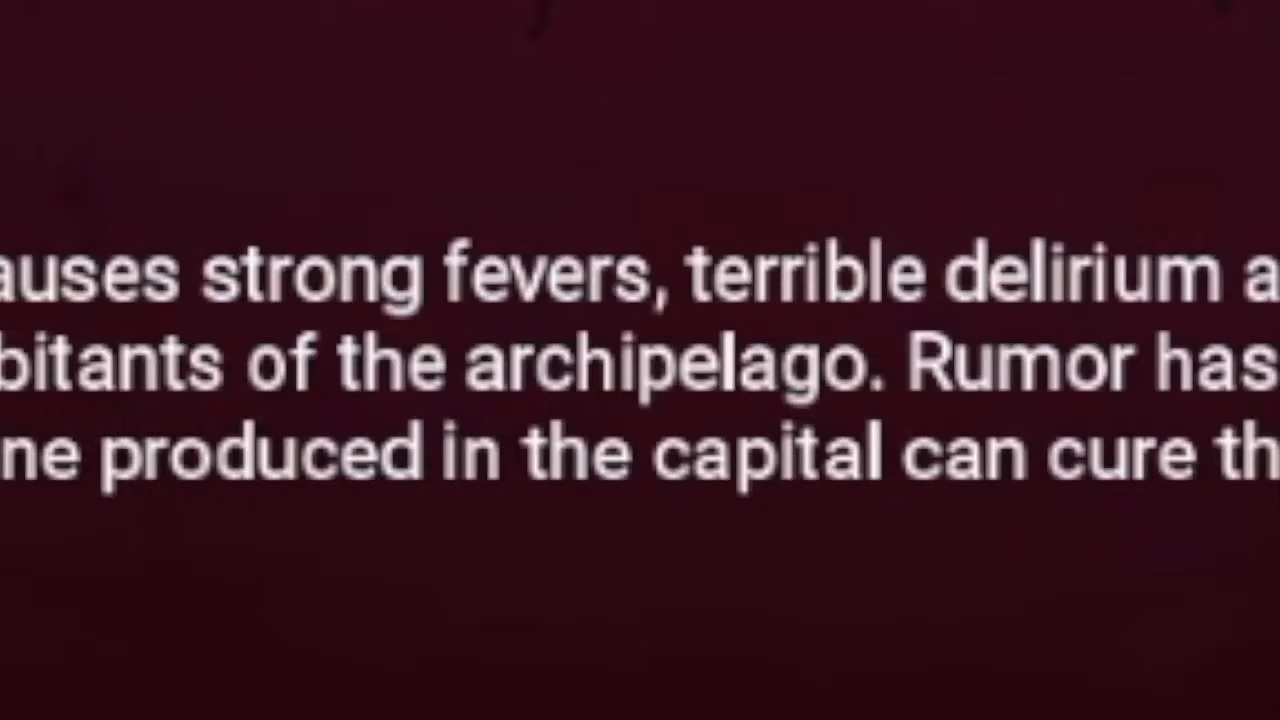 auses strong fevers, terrible delirium a
bitants of the archipelago. Rumor has
ne produced in the capital can cure th